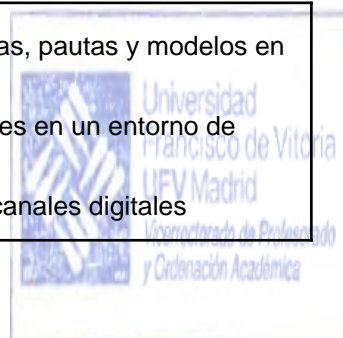 as, pautas y modelos en
es en un entorno de
canales digitales
Universidad
Francisco de Vitoria
UFV Madrid
Vicerrectorado de Profesorado
y Ordenación Académica